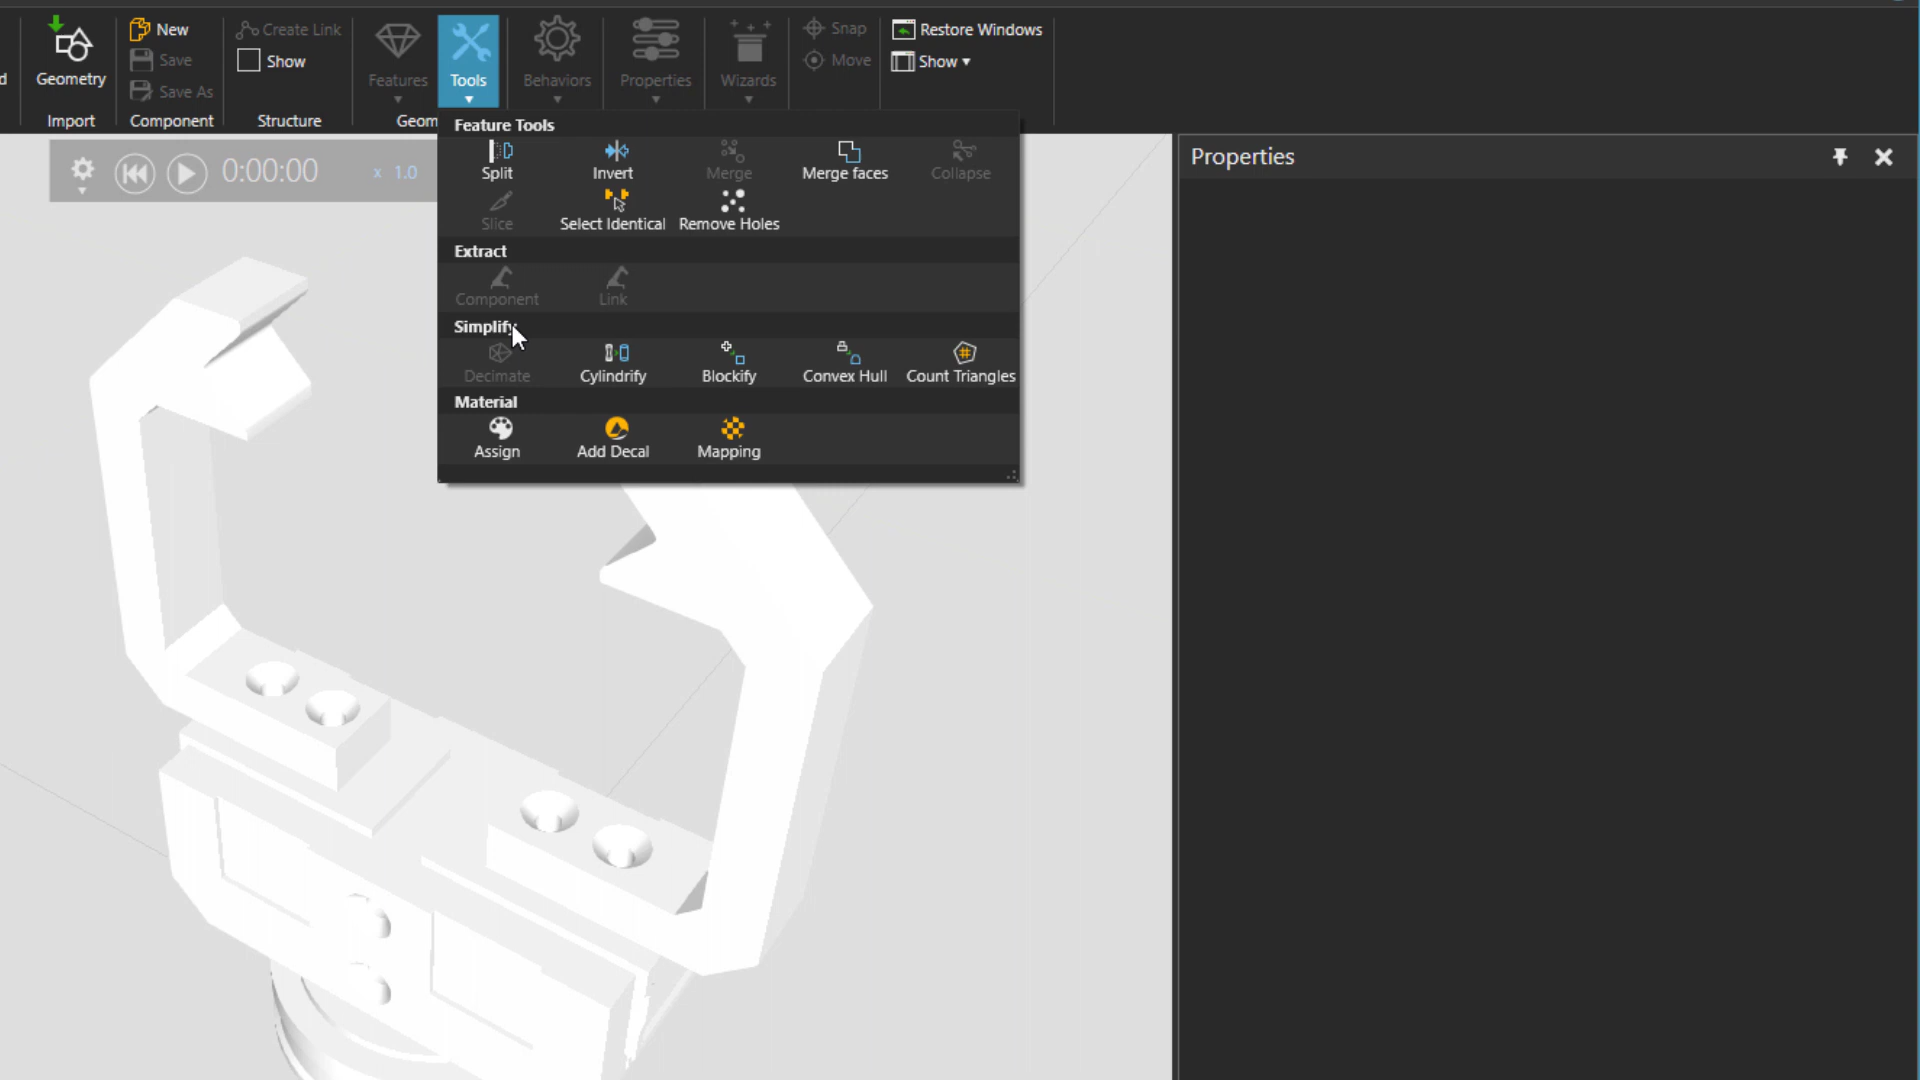 d
Geometry
Import
New
Save
Save As
Component
Create Link
Show
Structure
Features
Geom
Tools
Behaviors
Properties
Wizards
Snap
Move
Restore Windows
Show
0:00:00
x 1.0
Feature Tools
Split
Invert
Merge
Merge faces
Collapse
Slice
Select Identical
Remove Holes
Extract
Component
Link
Simplify
Decimate
Cylindrify
Blockify
Convex Hull
Count Triangles
Material
Assign
Add Decal
Mapping
Properties